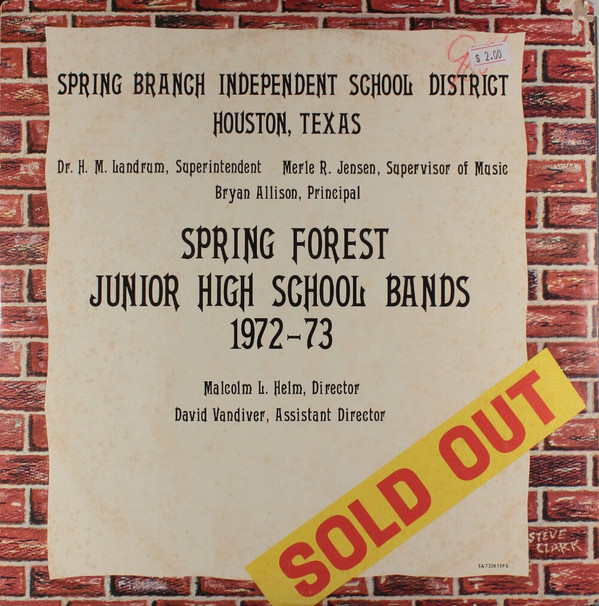 $ 2.00
SPRING BRANCH INDEPENDENT SCHOOL DISTRICT
HOUSTON, TEXAS
Dr. H. M. Landrum, Superintendent Merle R. Jensen, Supervisor of Music
Bryan Allison, Principal
SPRING FOREST
JUNIOR HIGH SCHOOL BANDS
1972-73
Malcolm L. Helm, Director
David Vandiver, Assistant Director
SOLD OUT
STEVE
CLARK